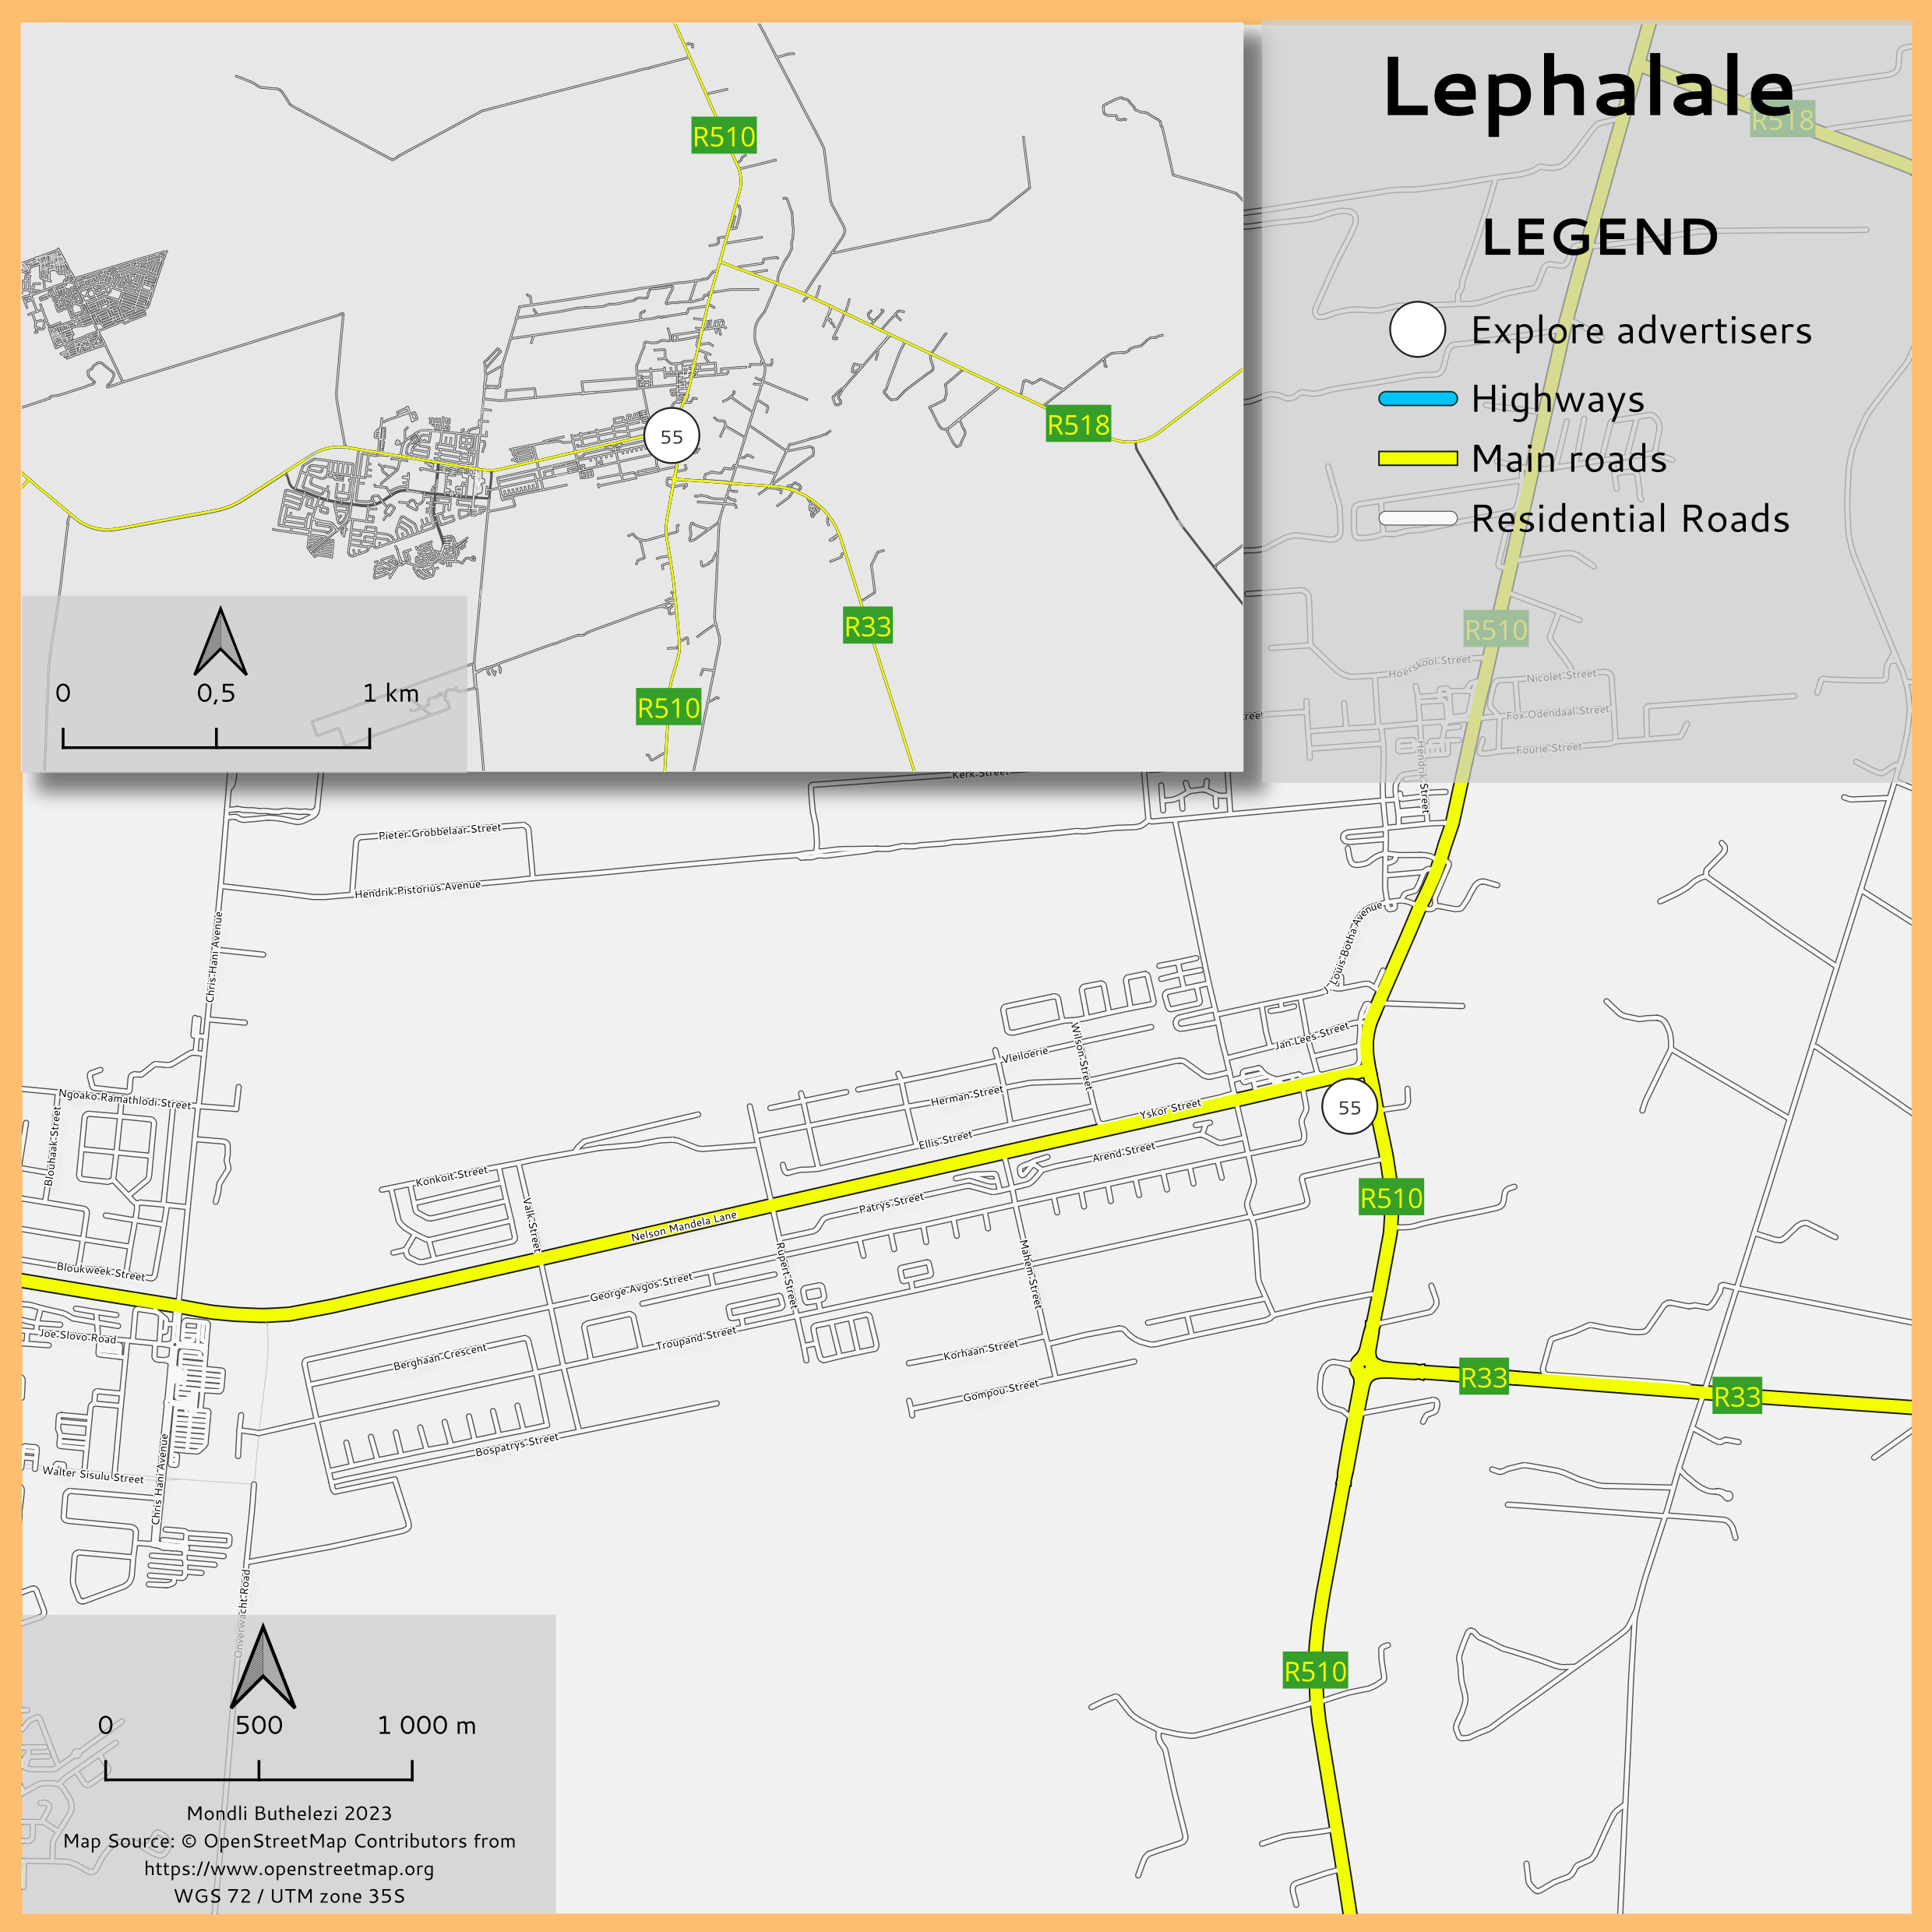 Lephalale
R518
LEGEND
Explore advertisers
Highways
Main roads
Residential Roads
R510
R510
R518
55
R33
R510
0 0,5 1 km
Hoerskool Street
Nicolet Street
Fox Odendaal Street
Fourie Street
Hendrik Street
Kerk Street
Pieter Grobbelaar Street
Hendrik Pistorius Avenue
Chris Hani Avenue
J. Louis Botha Avenue
Jan Lees Street
Wilson Street
Vleiloerie
Herman Street
Yskor Street
Ellis Street
Arend Street
55
Ngoako Ramathlodi Street
Blouhaak Street
Konkoit Street
Valk Street
Patrys Street
Nelson Mandela Lane
R510
Bloukweek Street
George Avgos Street
Rupert Street
Mahem Street
Joe Slovo Road
Troupand Street
Berghaan Crescent
Korhaan Street
Gompou Street
R33
R33
Bospatrys Street
Walter Sisulu Street
Chris Hani Avenue
Onverwacht Road
R510
0 500 1 000 m
Mondli Buthelezi 2023
Map Source: © OpenStreetMap Contributors from
https://www.openstreetmap.org
WGS 72 / UTM zone 35S